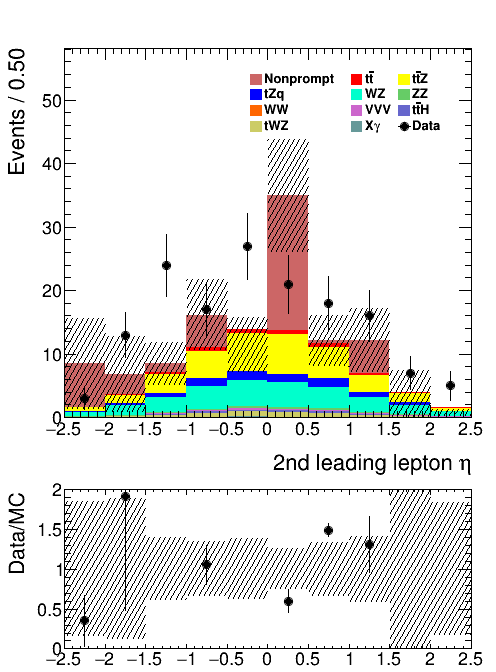 Events / 0.50
50
40
30
20
10
0
Nonprompt tt̄ tt̄Z
tZq WZ ZZ
WW VVV tt̄H
tWZ Xγ Data
−2.5 −2 −1.5 −1 −0.5 0 0.5 1 1.5 2 2.5
2nd leading lepton η
Data/MC
2
1.5
1
0.5
0
−2.5 −2 −1.5 −1 −0.5 0 0.5 1 1.5 2 2.5